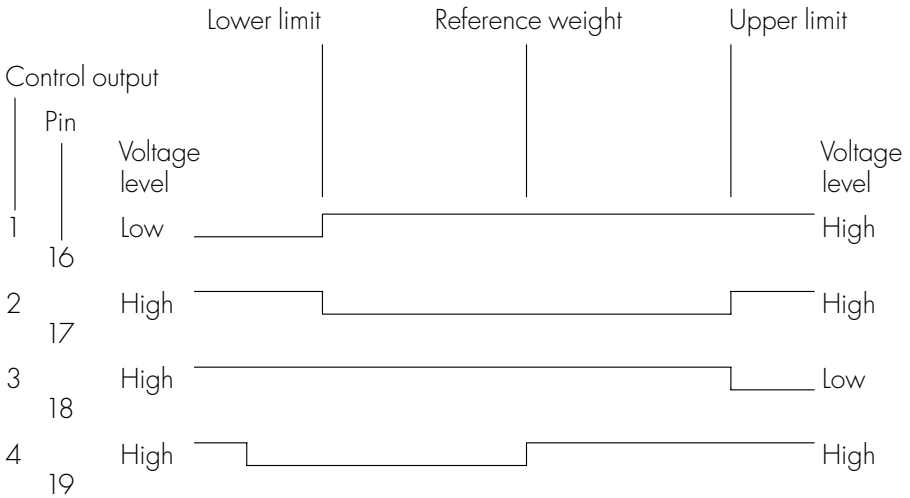 Lower limit Reference weight Upper limit
Control output
Pin
Voltage level Voltage level
1 Low High
16
2 High High
17
3 High Low
18
4 High High
19